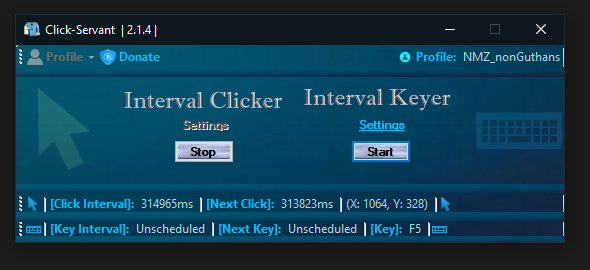 Click-Servant | 2.1.4 |
Profile Donate Profile: NMZ_nonGuthans
Interval Clicker Interval Keyer
Settings Settings
Stop Start
[Click Interval]: 314965ms [Next Click]: 313823ms (X: 1064, Y: 328)
[Key Interval]: Unscheduled [Next Key]: Unscheduled [Key]: F5